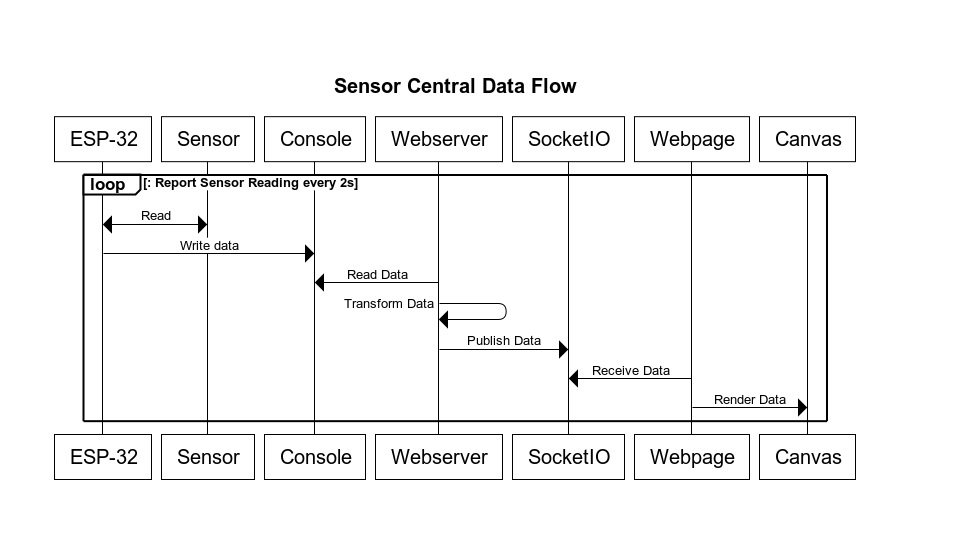 Sensor Central Data Flow
ESP-32 Sensor Console Webserver SocketIO Webpage Canvas
loop [: Report Sensor Reading every 2s]
Read
Write data
Read Data
Transform Data
Publish Data
Receive Data
Render Data
ESP-32 Sensor Console Webserver SocketIO Webpage Canvas